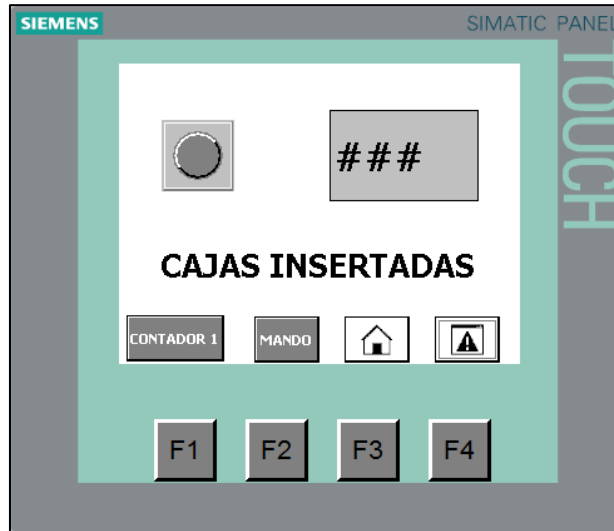 SIEMENS
SIMATIC PANEL
TOUCH
###
CAJAS INSERTADAS
CONTADOR 1
MANDO
F1
F2
F3
F4